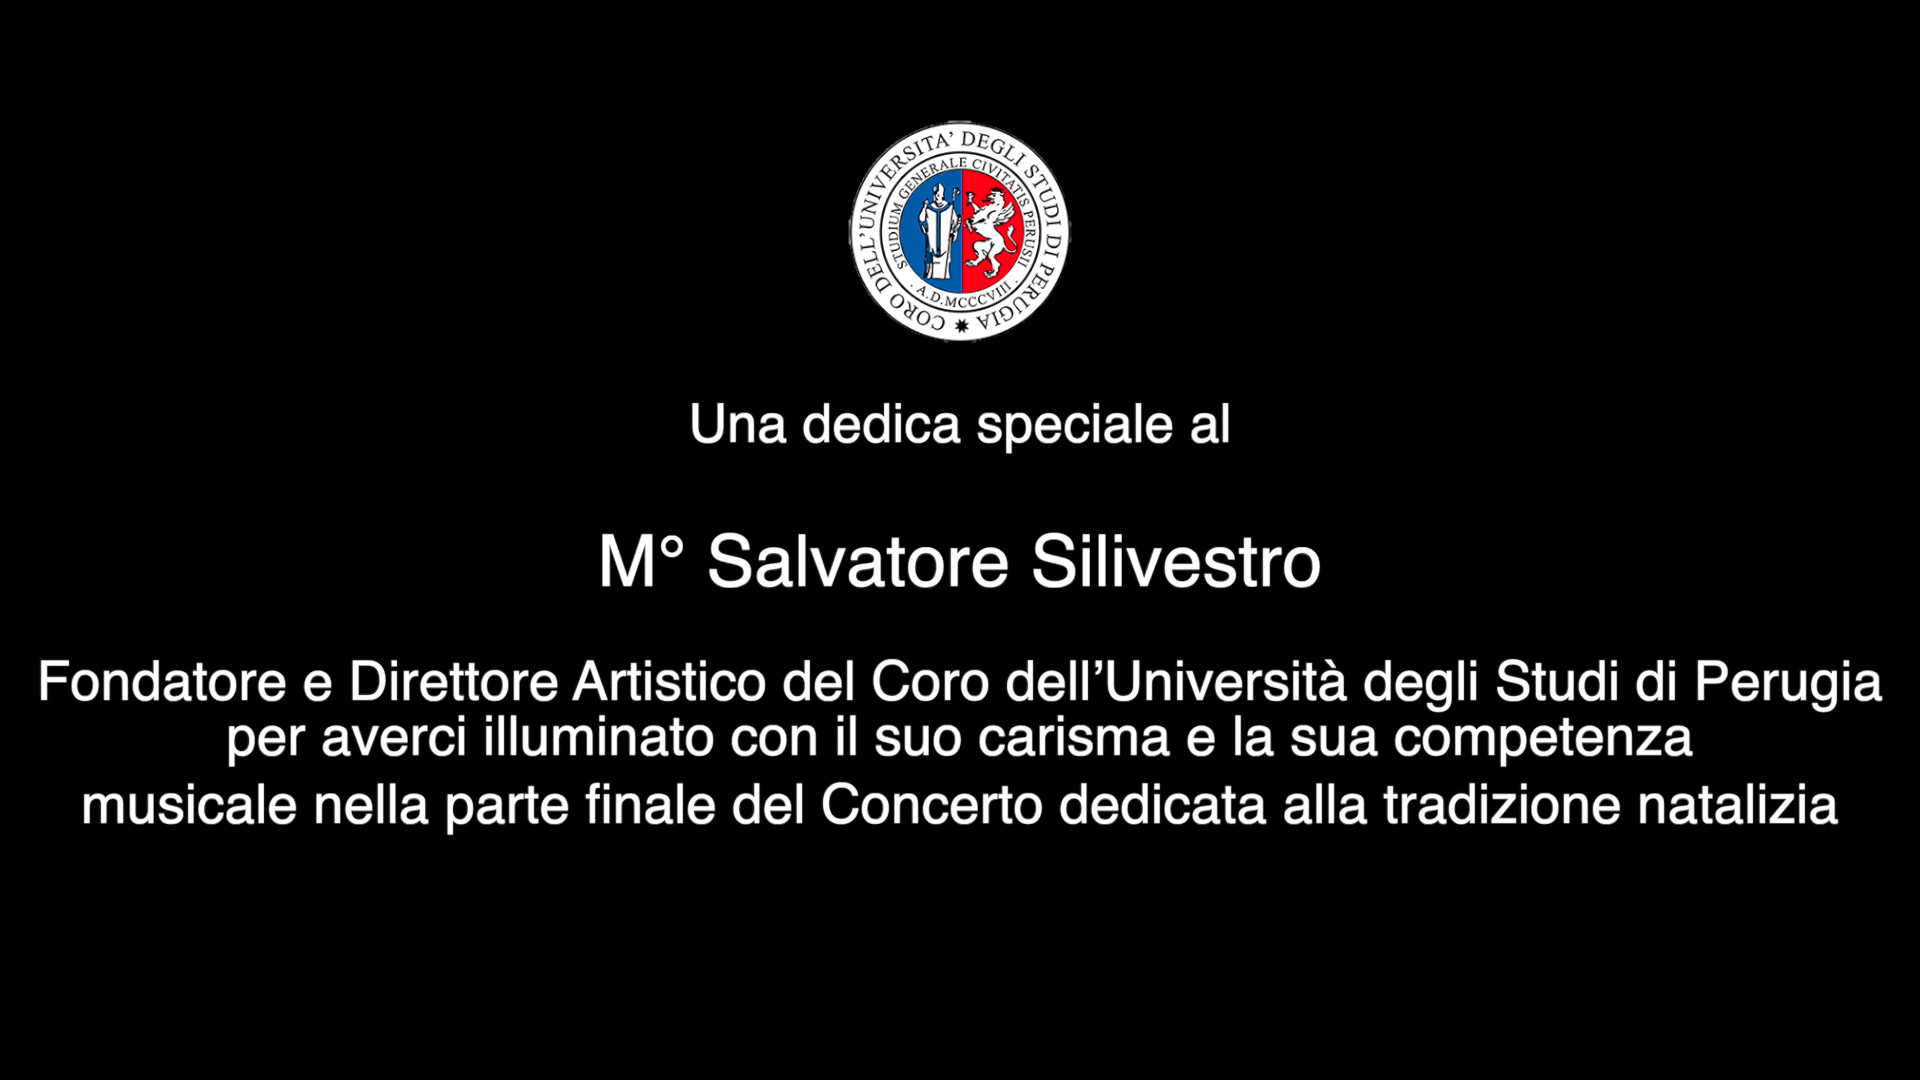 CORO DELL'UNIVERSITA' DEGLI STUDI DI PERUGIA
STUDIUM GENERALE CIVITATIS PERUSII
A.D.MCCCVIII
Una dedica speciale al
M° Salvatore Silivestro
Fondatore e Direttore Artistico del Coro dell’Università degli Studi di Perugia
per averci illuminato con il suo carisma e la sua competenza
musicale nella parte finale del Concerto dedicata alla tradizione natalizia